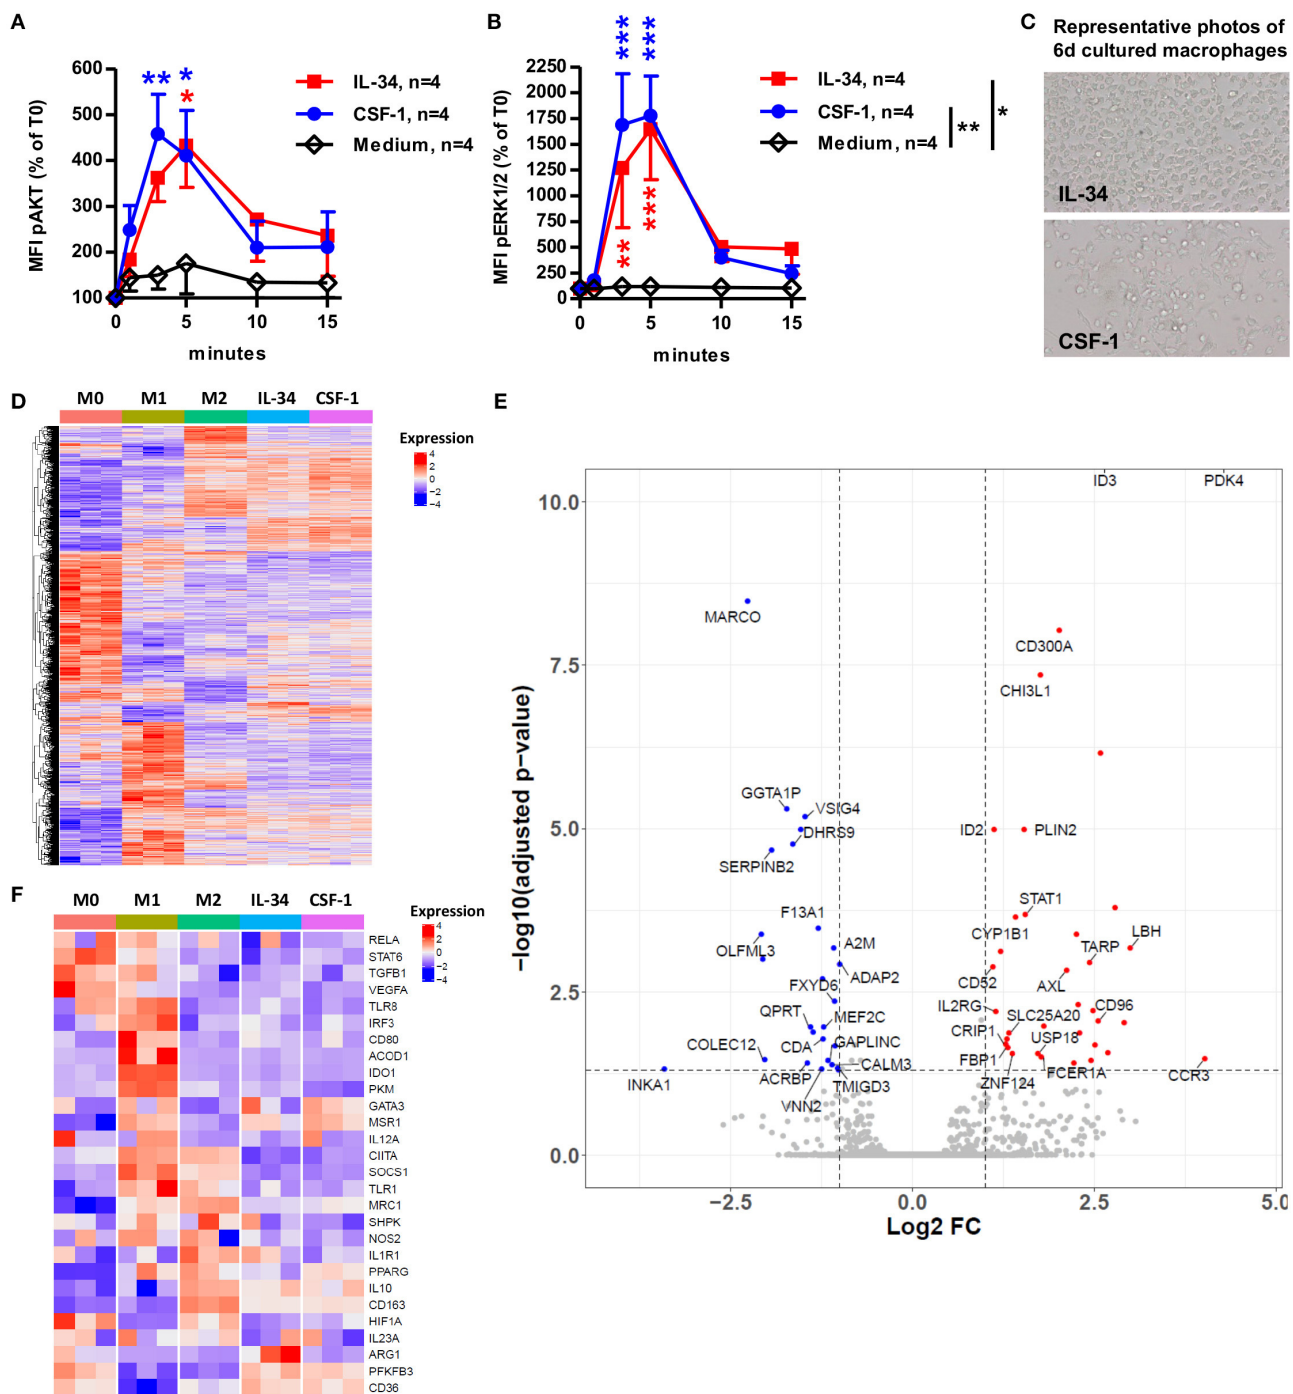 A
600
500
400
300
200
100
0
5
10
15
MFI pAKT (% of T0)
minutes
**
*
*
IL-34, n=4
CSF-1, n=4
Medium, n=4
B
2250
2000
1750
1500
1250
1000
750
500
250
0
0
5
10
15
MFI pERK1/2 (% of T0)
minutes
***
***
**
***
IL-34, n=4
CSF-1, n=4
Medium, n=4
**
*
C
Representative photos of
6d cultured macrophages
IL-34
CSF-1
D
M0 M1 M2 IL-34 CSF-1
Expression
4
2
0
−2
−4
E
ID3
PDK4
MARCO
CD300A
CHI3L1
GGTA1P
VSIG4
DHRS9
SERPINB2
ID2
PLIN2
F13A1
STAT1
OLFML3
A2M
CYP1B1
LBH
TARP
ADAP2
CD52
AXL
FXYD6
IL2RG
SLC25A20
CD96
QPRT
MEF2C
CRIP1
USP18
COLEC12
CDA
GAPLINC
FBP1
FCER1A
INKA1
ACRBP
CALM3
ZNF124
CCR3
VNN2
TMIGD3
10.0
7.5
5.0
2.5
0.0
−log10(adjusted p−value)
−2.5
0.0
2.5
5.0
Log2 FC
F
M0 M1 M2 IL-34 CSF-1
Expression
4
2
0
−2
−4
RELA
STAT6
TGFB1
VEGFA
TLR8
IRF3
CD80
ACOD1
IDO1
PKM
GATA3
MSR1
IL12A
CIITA
SOCS1
TLR1
MRC1
SHPK
NOS2
IL1R1
PPARG
IL10
CD163
HIF1A
IL23A
ARG1
PFKFB3
CD36